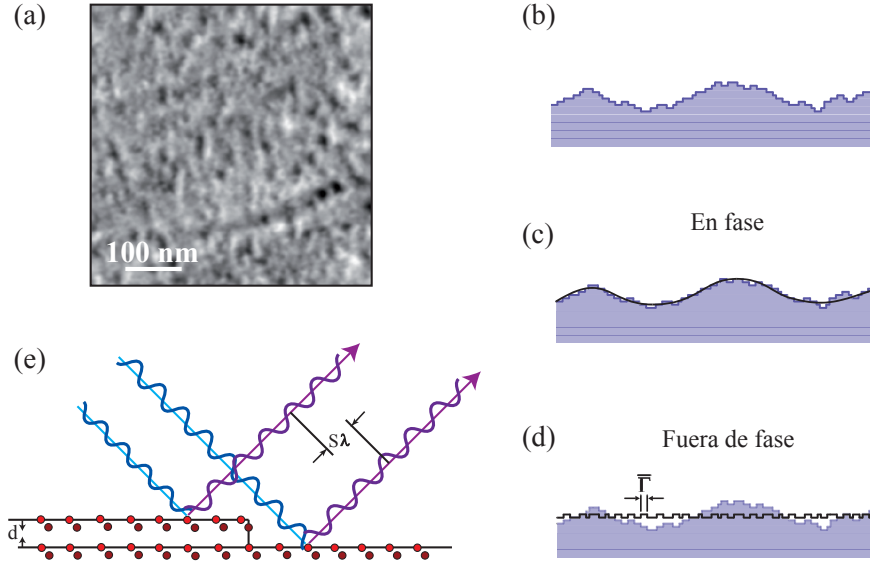 (a)
100 nm
(b)
En fase
(c)
(e)
Sλ
d
(d)
Fuera de fase
Γ̅